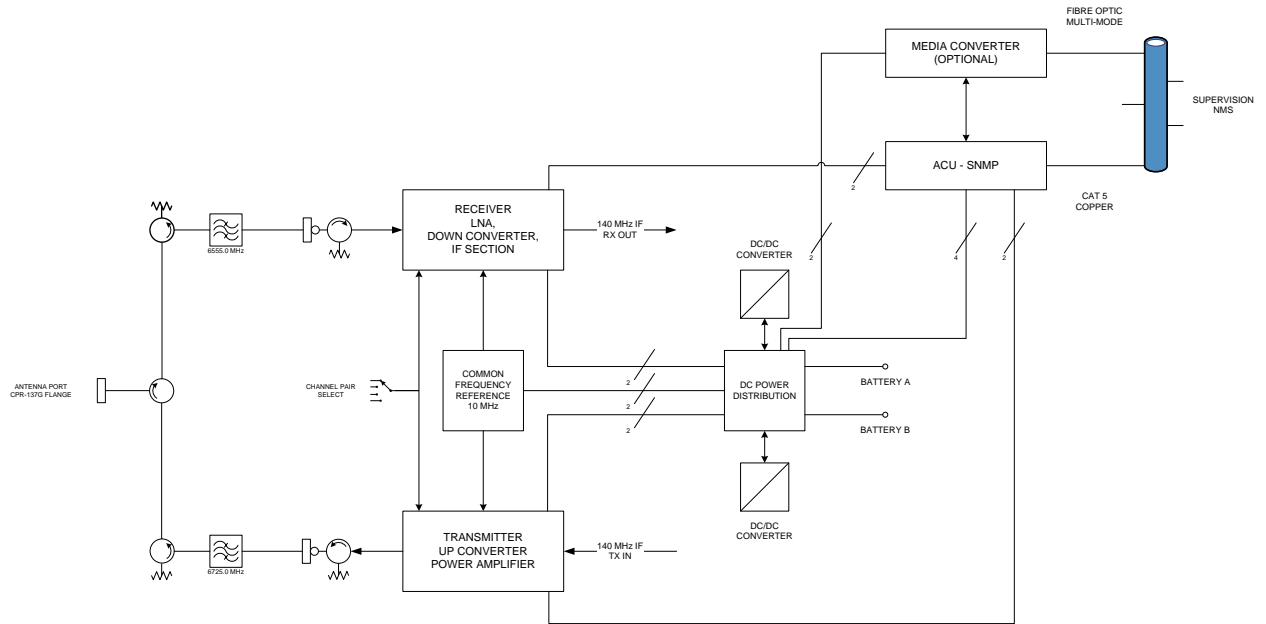 FIBRE OPTIC
MULTI-MODE
MEDIA CONVERTER
(OPTIONAL)
SUPERVISION
NMS
ACU - SNMP
2
CAT 5
COPPER
RECEIVER
LNA,
DOWN CONVERTER,
IF SECTION
140 MHz IF
RX OUT
6555.0 MHz
DC/DC
CONVERTER
2
4
2
ANTENNA PORT
CPR-137G FLANGE
CHANNEL PAIR
SELECT
COMMON
FREQUENCY
REFERENCE
10 MHz
2
2
2
DC POWER
DISTRIBUTION
BATTERY A
BATTERY B
DC/DC
CONVERTER
TRANSMITTER
UP CONVERTER
POWER AMPLIFIER
140 MHz IF
TX IN
6725.0 MHz